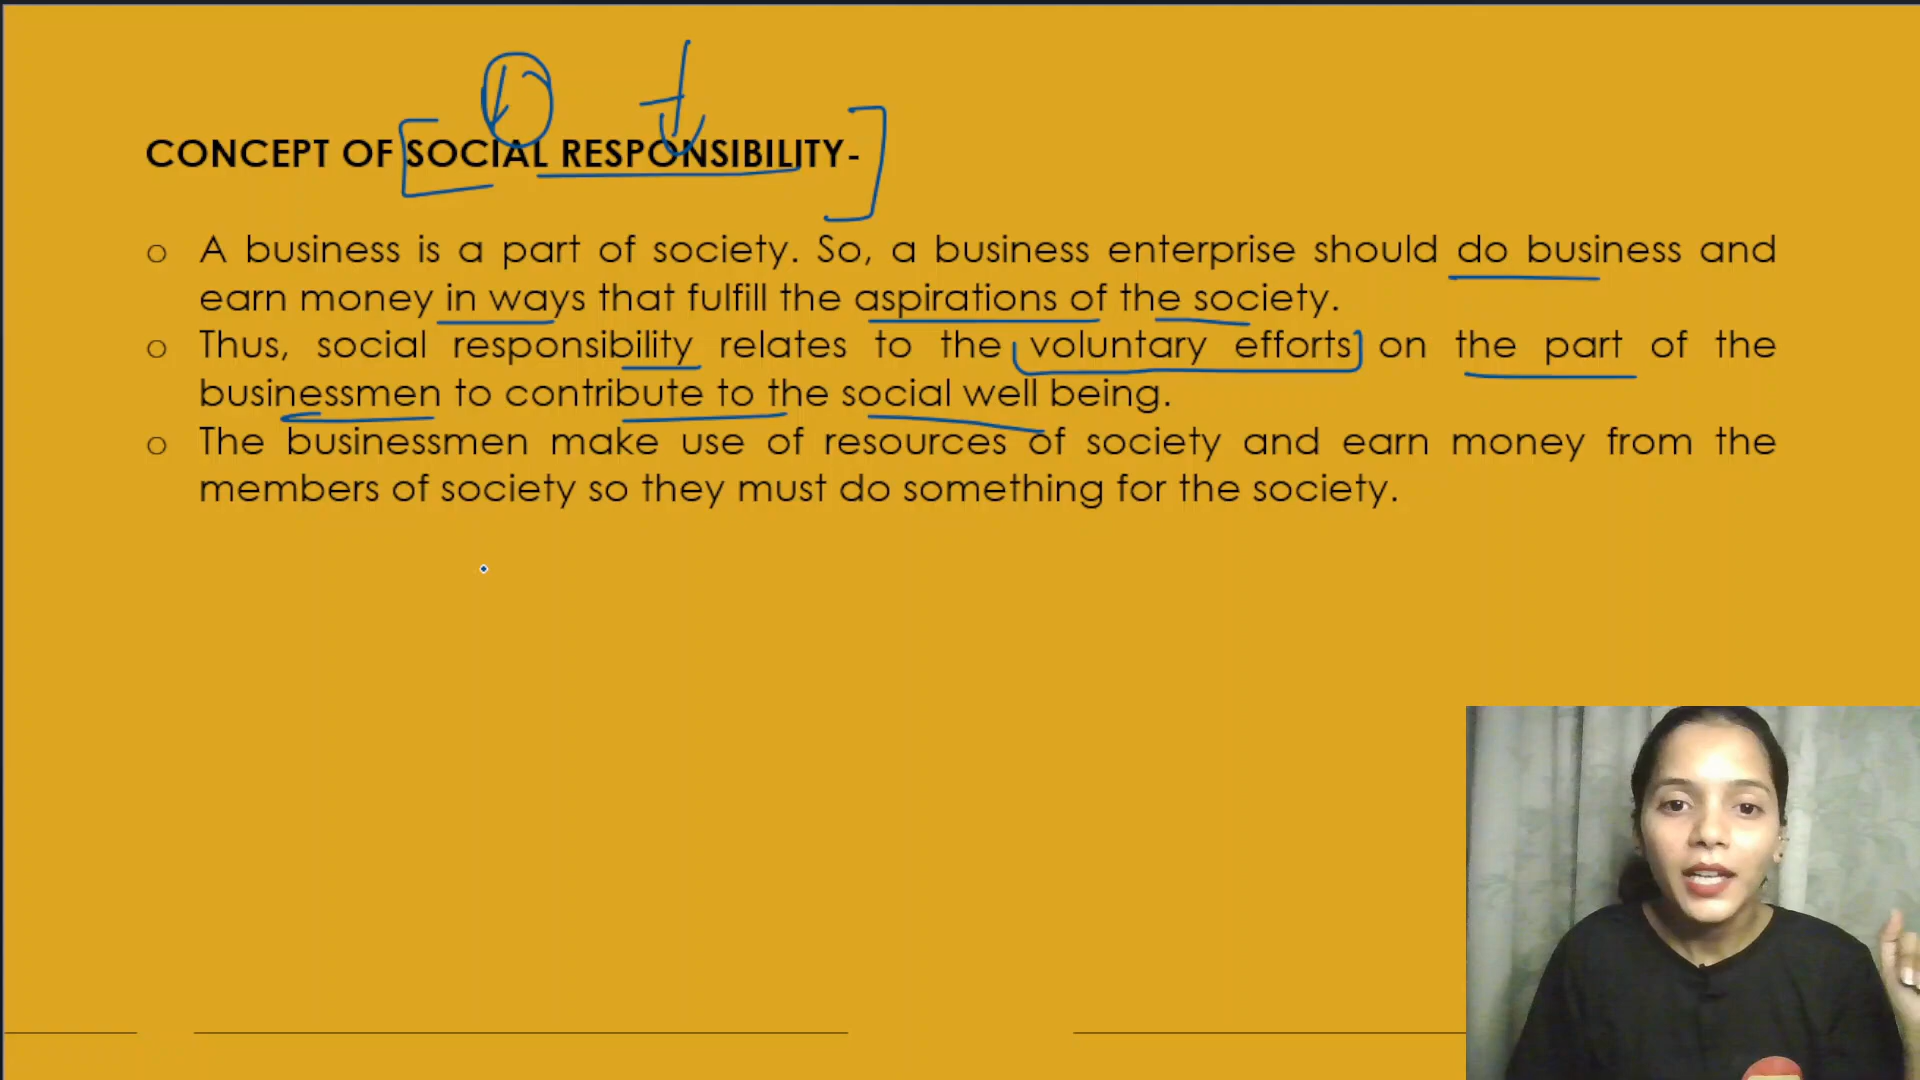 CONCEPT OF SOCIAL RESPONSIBILITY-
o A business is a part of society. So, a business enterprise should do business and
earn money in ways that fulfill the aspirations of the society.
o Thus, social responsibility relates to the voluntary efforts on the part of the
businessmen to contribute to the social well being.
o The businessmen make use of resources of society and earn money from the
members of society so they must do something for the society.